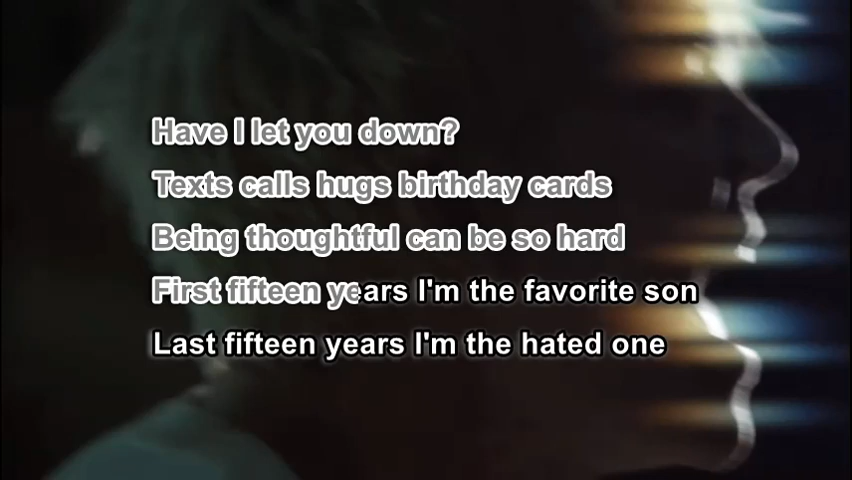 Have I let you down?
Texts calls hugs birthday cards
Being thoughtful can be so hard
First fifteen years I'm the favorite son
Last fifteen years I'm the hated one